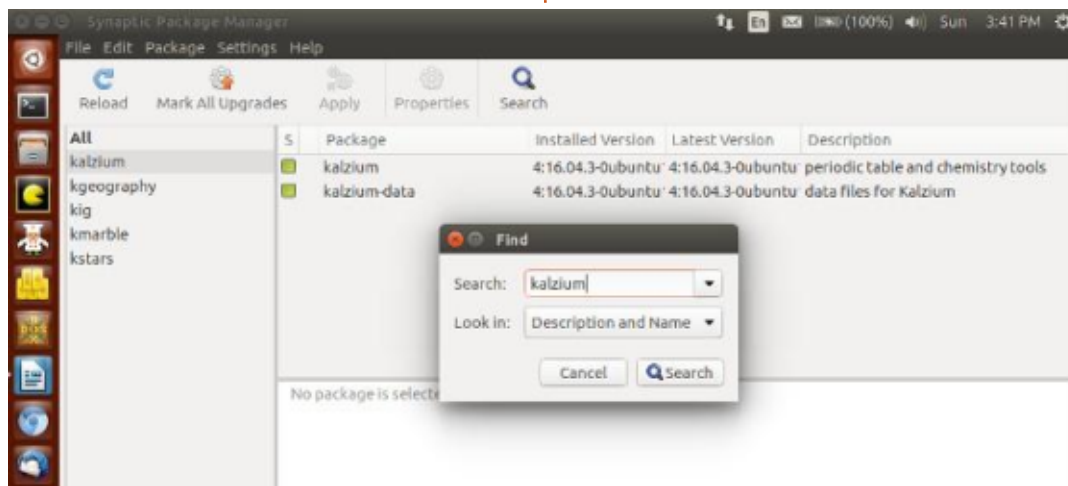 Synaptic Package Manager
En (100%) Sun 3:41 PM
File Edit Package Settings Help
Reload Mark All Upgrades Apply Properties Search
All
kalzium
kgeography
kig
kmarble
kstars
S Package Installed Version Latest Version Description
kalzium 4:16.04.3-0ubuntu 4:16.04.3-0ubuntu periodic table and chemistry tools
kalzium-data 4:16.04.3-0ubuntu 4:16.04.3-0ubuntu data files for Kalzium
Find
Search: kalzium
Look in: Description and Name
Cancel Search
No package is selecte